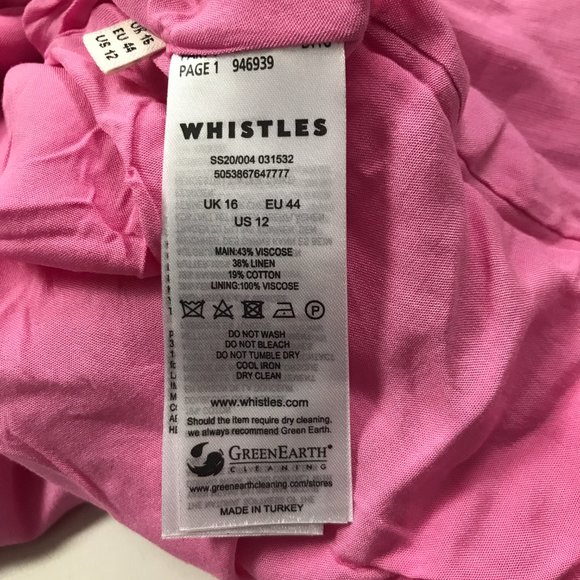 UK 16
EU 44
US 12
PAGE 1 946939
WHISTLES
SS20/004 031532
5053867647777
UK 16 EU 44
US 12
MAIN:43% VISCOSE
38% LINEN
19% COTTON
LINING:100% VISCOSE
P
DO NOT WASH
DO NOT BLEACH
DO NOT TUMBLE DRY
COOL IRON
DRY CLEAN
www.whistles.com
Should the item require dry cleaning,
we always recommend Green Earth.
GREENEARTH®
CLEANING
www.greenearthcleaning.com/stores
MADE IN TURKEY